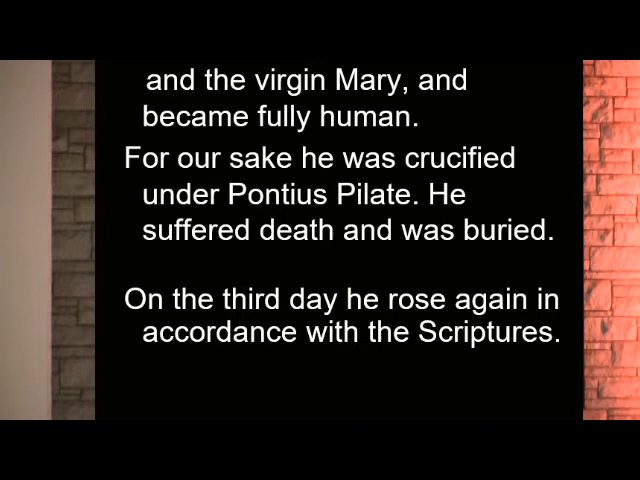 and the virgin Mary, and
became fully human.
For our sake he was crucified
under Pontius Pilate. He
suffered death and was buried.
On the third day he rose again in
accordance with the Scriptures.